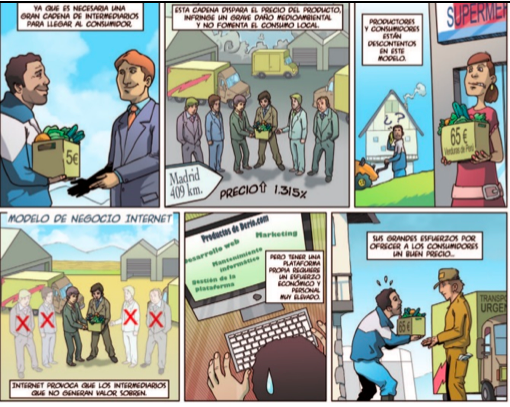 YA QUE ES NECESARIA UNA
GRAN CADENA DE INTERMEDIARIOS
PARA LLEGAR AL CONSUMIDOR.
5€
ESTA CADENA DISPARA EL PRECIO DEL PRODUCTO,
INFRINGE UN GRAVE DAÑO MEDIOAMBIENTAL
Y NO FOMENTA EL CONSUMO LOCAL.
Madrid
409 km.
PRECIO⇧ 1.315%
PRODUCTORES
Y CONSUMIDORES
ESTÁN
DESCONTENTOS
EN ESTE
MODELO.
SUPERME
¿?
65 €
Verduras de Perú
MODELO DE NEGOCIO INTERNET
INTERNET PROVOCA QUE LOS INTERMEDIARIOS
QUE NO GENERAN VALOR SOBREN.
Productos de Berto.com
Desarrollo web
Marketing
Mantenimiento
informático
Gestión de la
Plataforma
PERO TENER UNA
PLATAFORMA
PROPIA REQUIERE
UN ESFUERZO
ECONÓMICO Y
PERSONAL
MUY ELEVADO.
SUS GRANDES ESFUERZOS POR
OFRECER A LOS CONSUMIDORES
UN BUEN PRECIO...
65 €
TRANSPO
URGEN